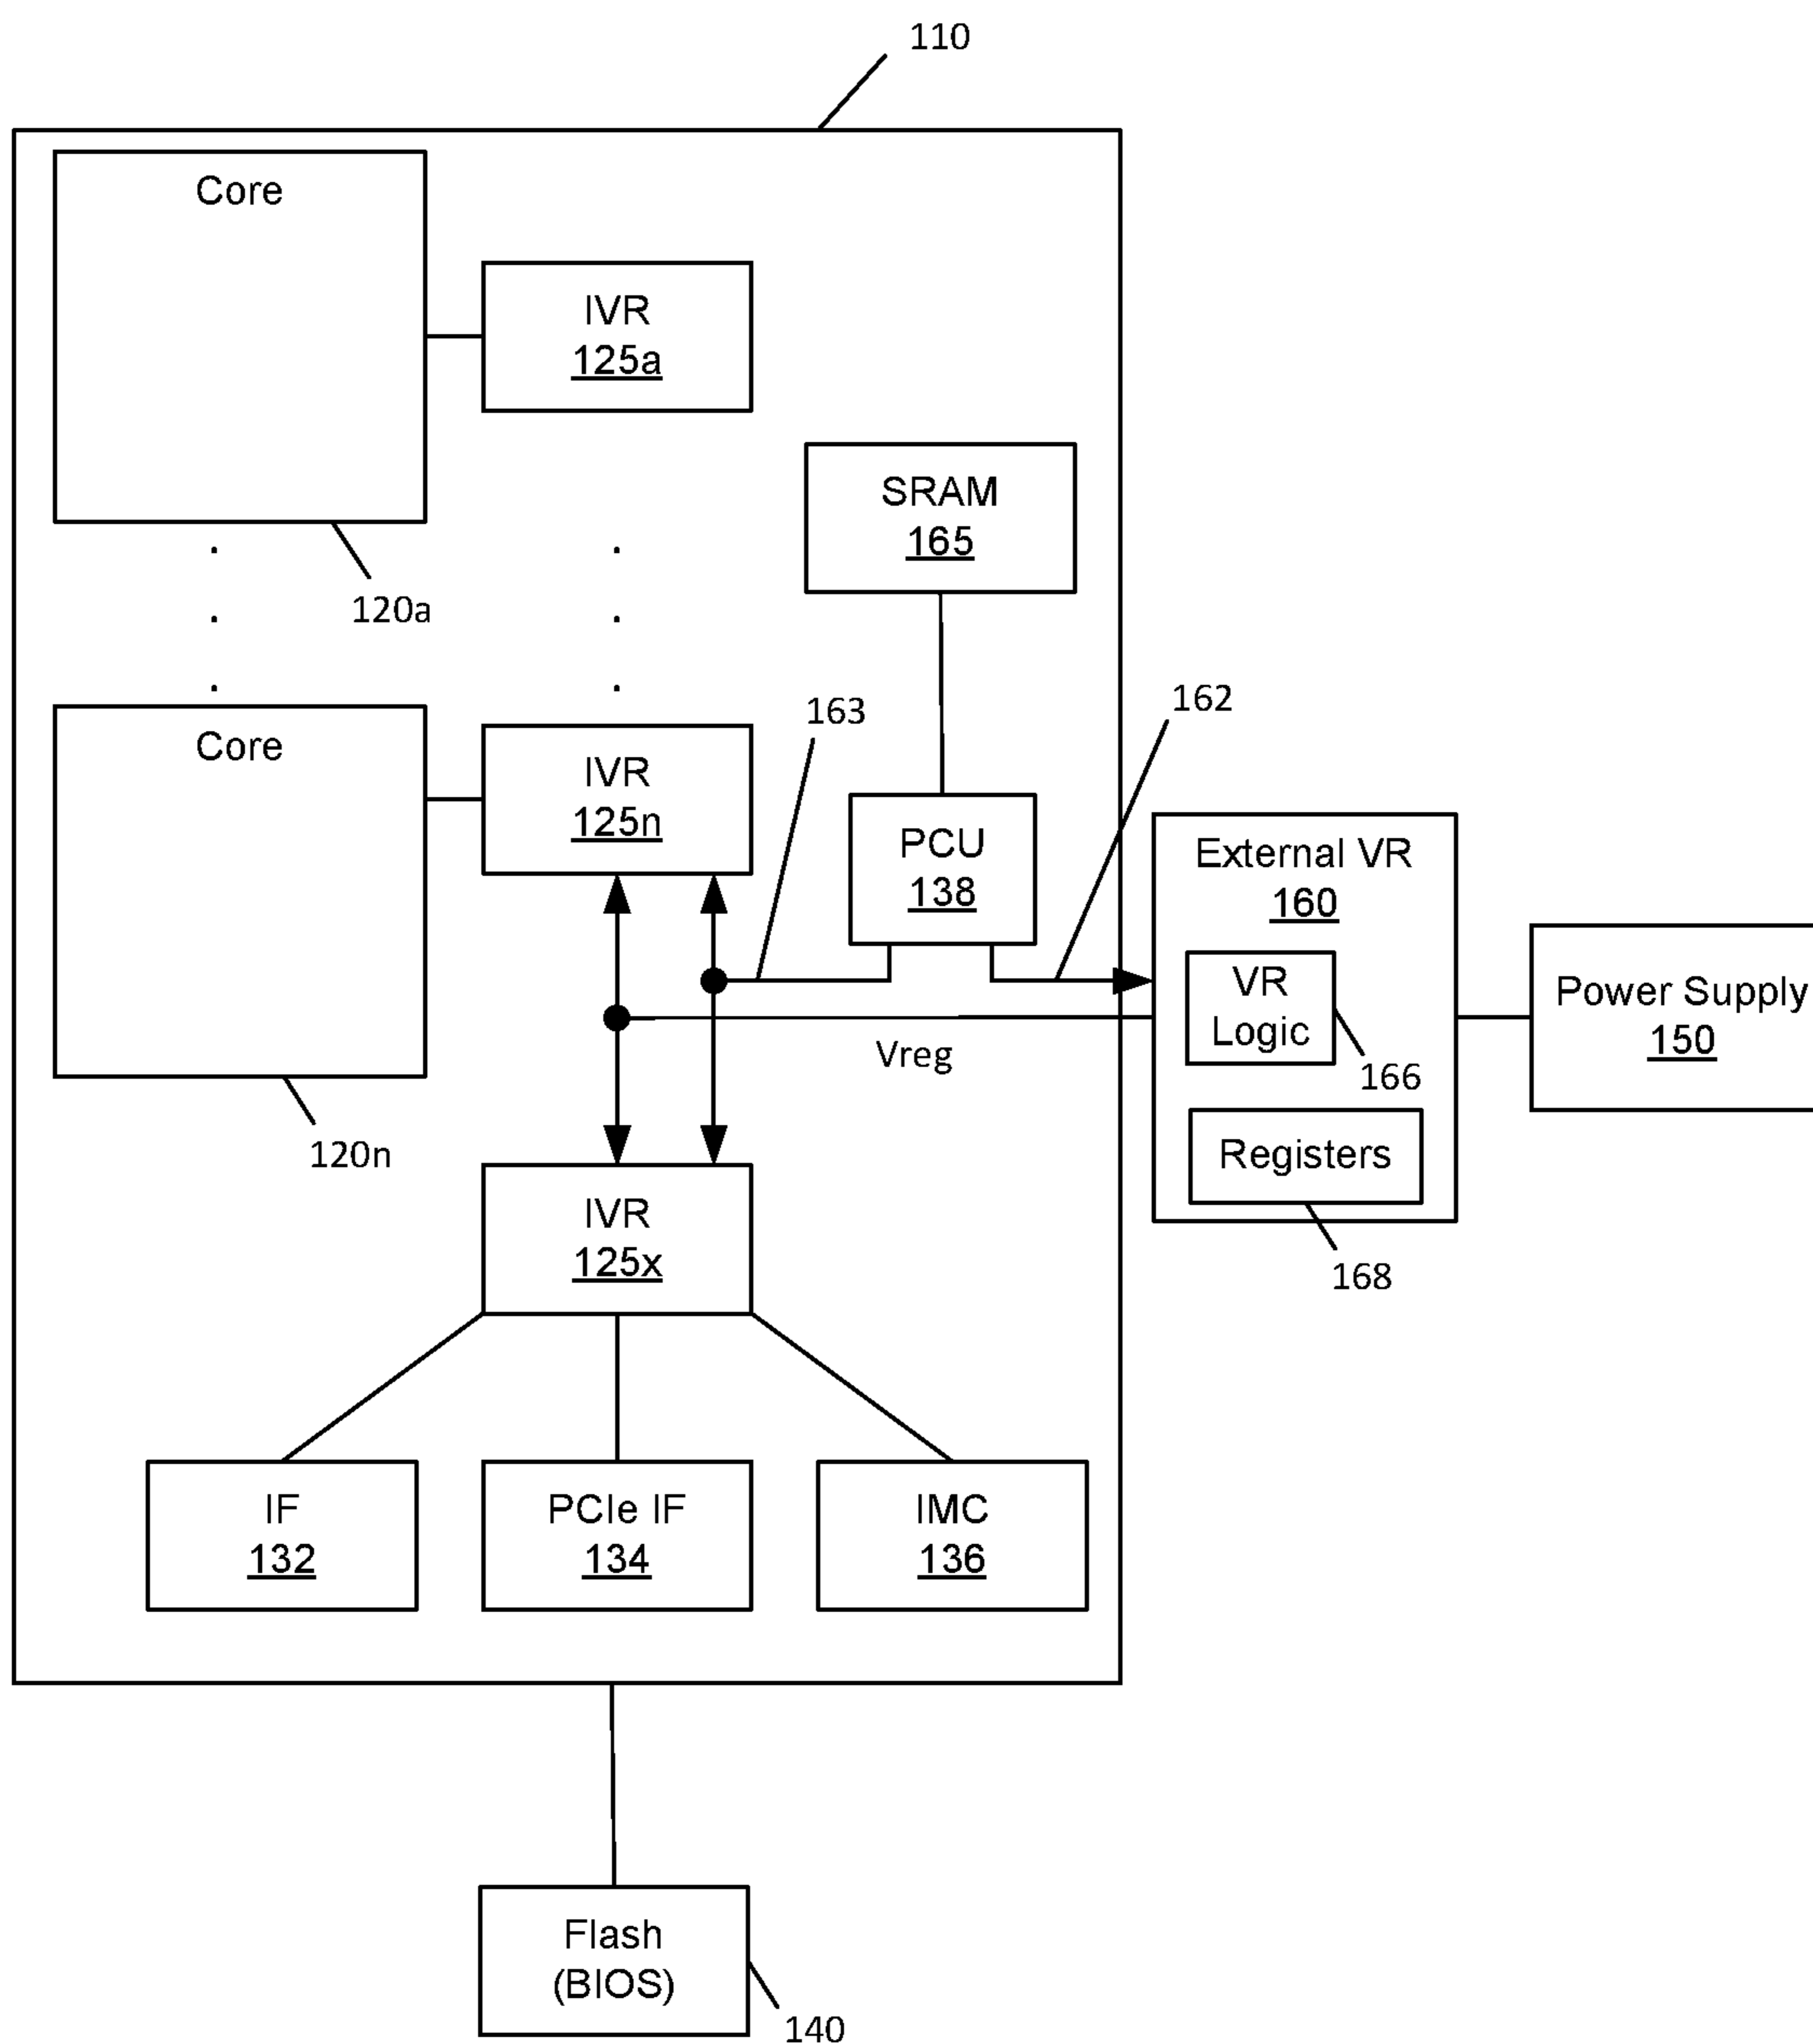 110
Core
IVR
125a
SRAM
165
120a
Core
163
162
IVR
125n
PCU
138
External VR
160
VR
Logic
Power Supply
150
Vreg
166
120n
Registers
IVR
125x
168
IF
132
PCIe IF
134
IMC
136
Flash
(BIOS)
140